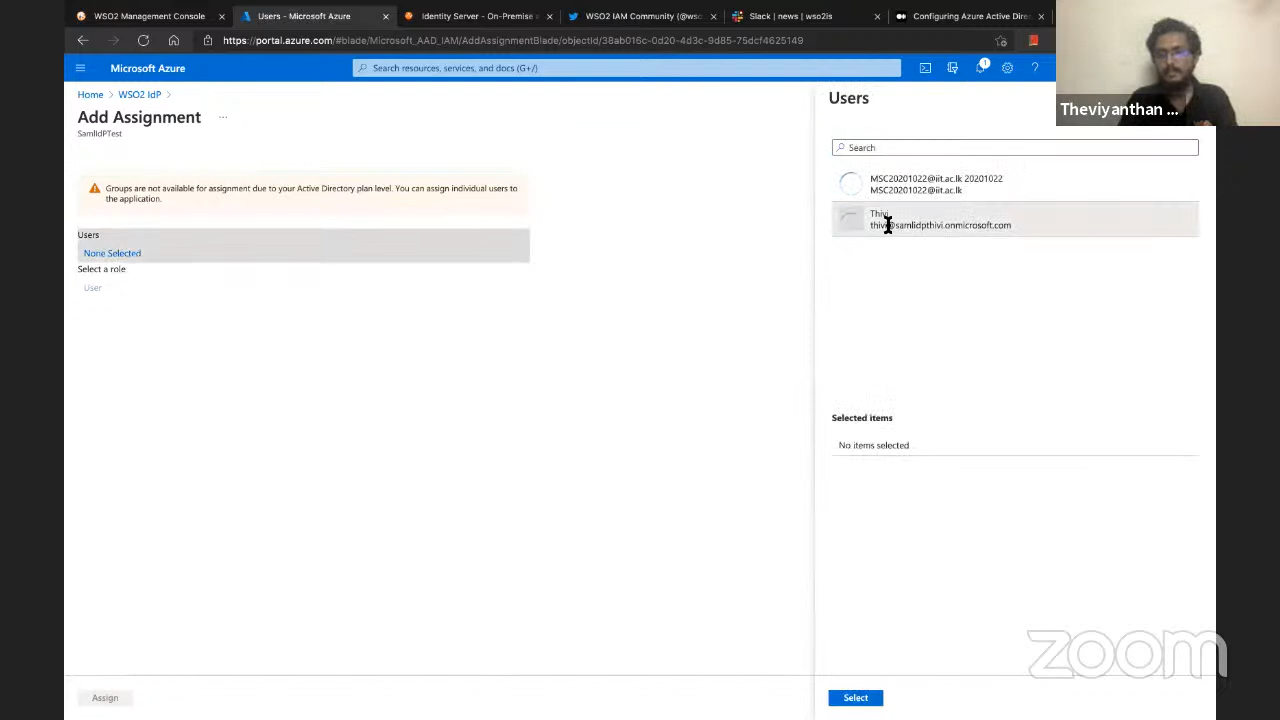 WSO2 Management Console
Users - Microsoft Azure
Identity Server - On-Premise
WSO2 IAM Community (@wso
Slack | news | wso2is
Configuring Azure Active Dire
https://portal.azure.com/#blade/Microsoft_AAD_IAM/AddAssignmentBlade/objectId/38ab016c-0d20-4d3c-9d85-75dcf4625149
Microsoft Azure
Search resources, services, and docs (G+/)
1
Theviyanthan ...
Home > WSO2 IdP >
Add Assignment ...
SamlIdPTest
Groups are not available for assignment due to your Active Directory plan level. You can assign individual users to
the application.
Users
None Selected
Select a role
User
Assign
Users
Search
MSC20201022@iit.ac.lk 20201022
MSC20201022@iit.ac.lk
Thivi
thivi@samlidpthivi.onmicrosoft.com
Selected items
No items selected
Select
zoom